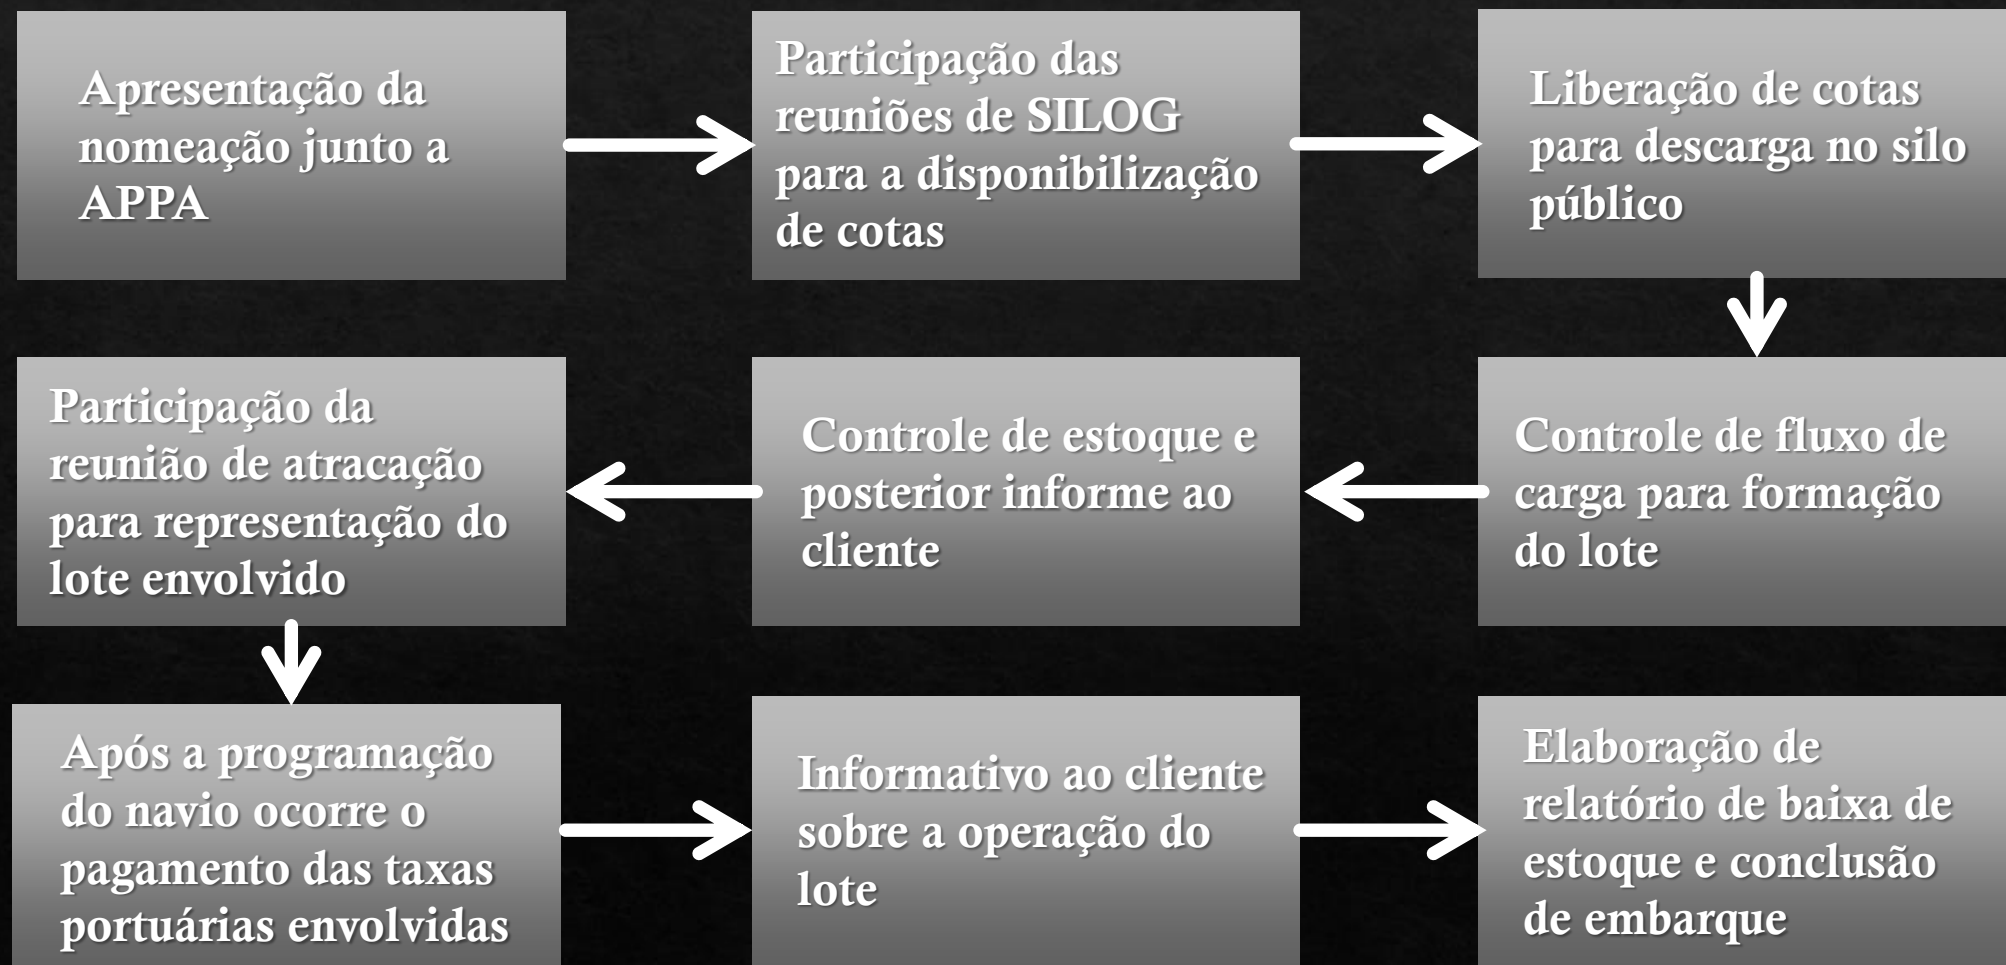 Apresentação da
nomeação junto a
APPA
Participação das
reuniões de SILOG
para a disponibilização
de cotas
Liberação de cotas
para descarga no silo
público
Controle de fluxo de
carga para formação
do lote
Controle de estoque e
posterior informe ao
cliente
Participação da
reunião de atracação
para representação do
lote envolvido
Após a programação
do navio ocorre o
pagamento das taxas
portuárias envolvidas
Informativo ao cliente
sobre a operação do
lote
Elaboração de
relatório de baixa de
estoque e conclusão
de embarque